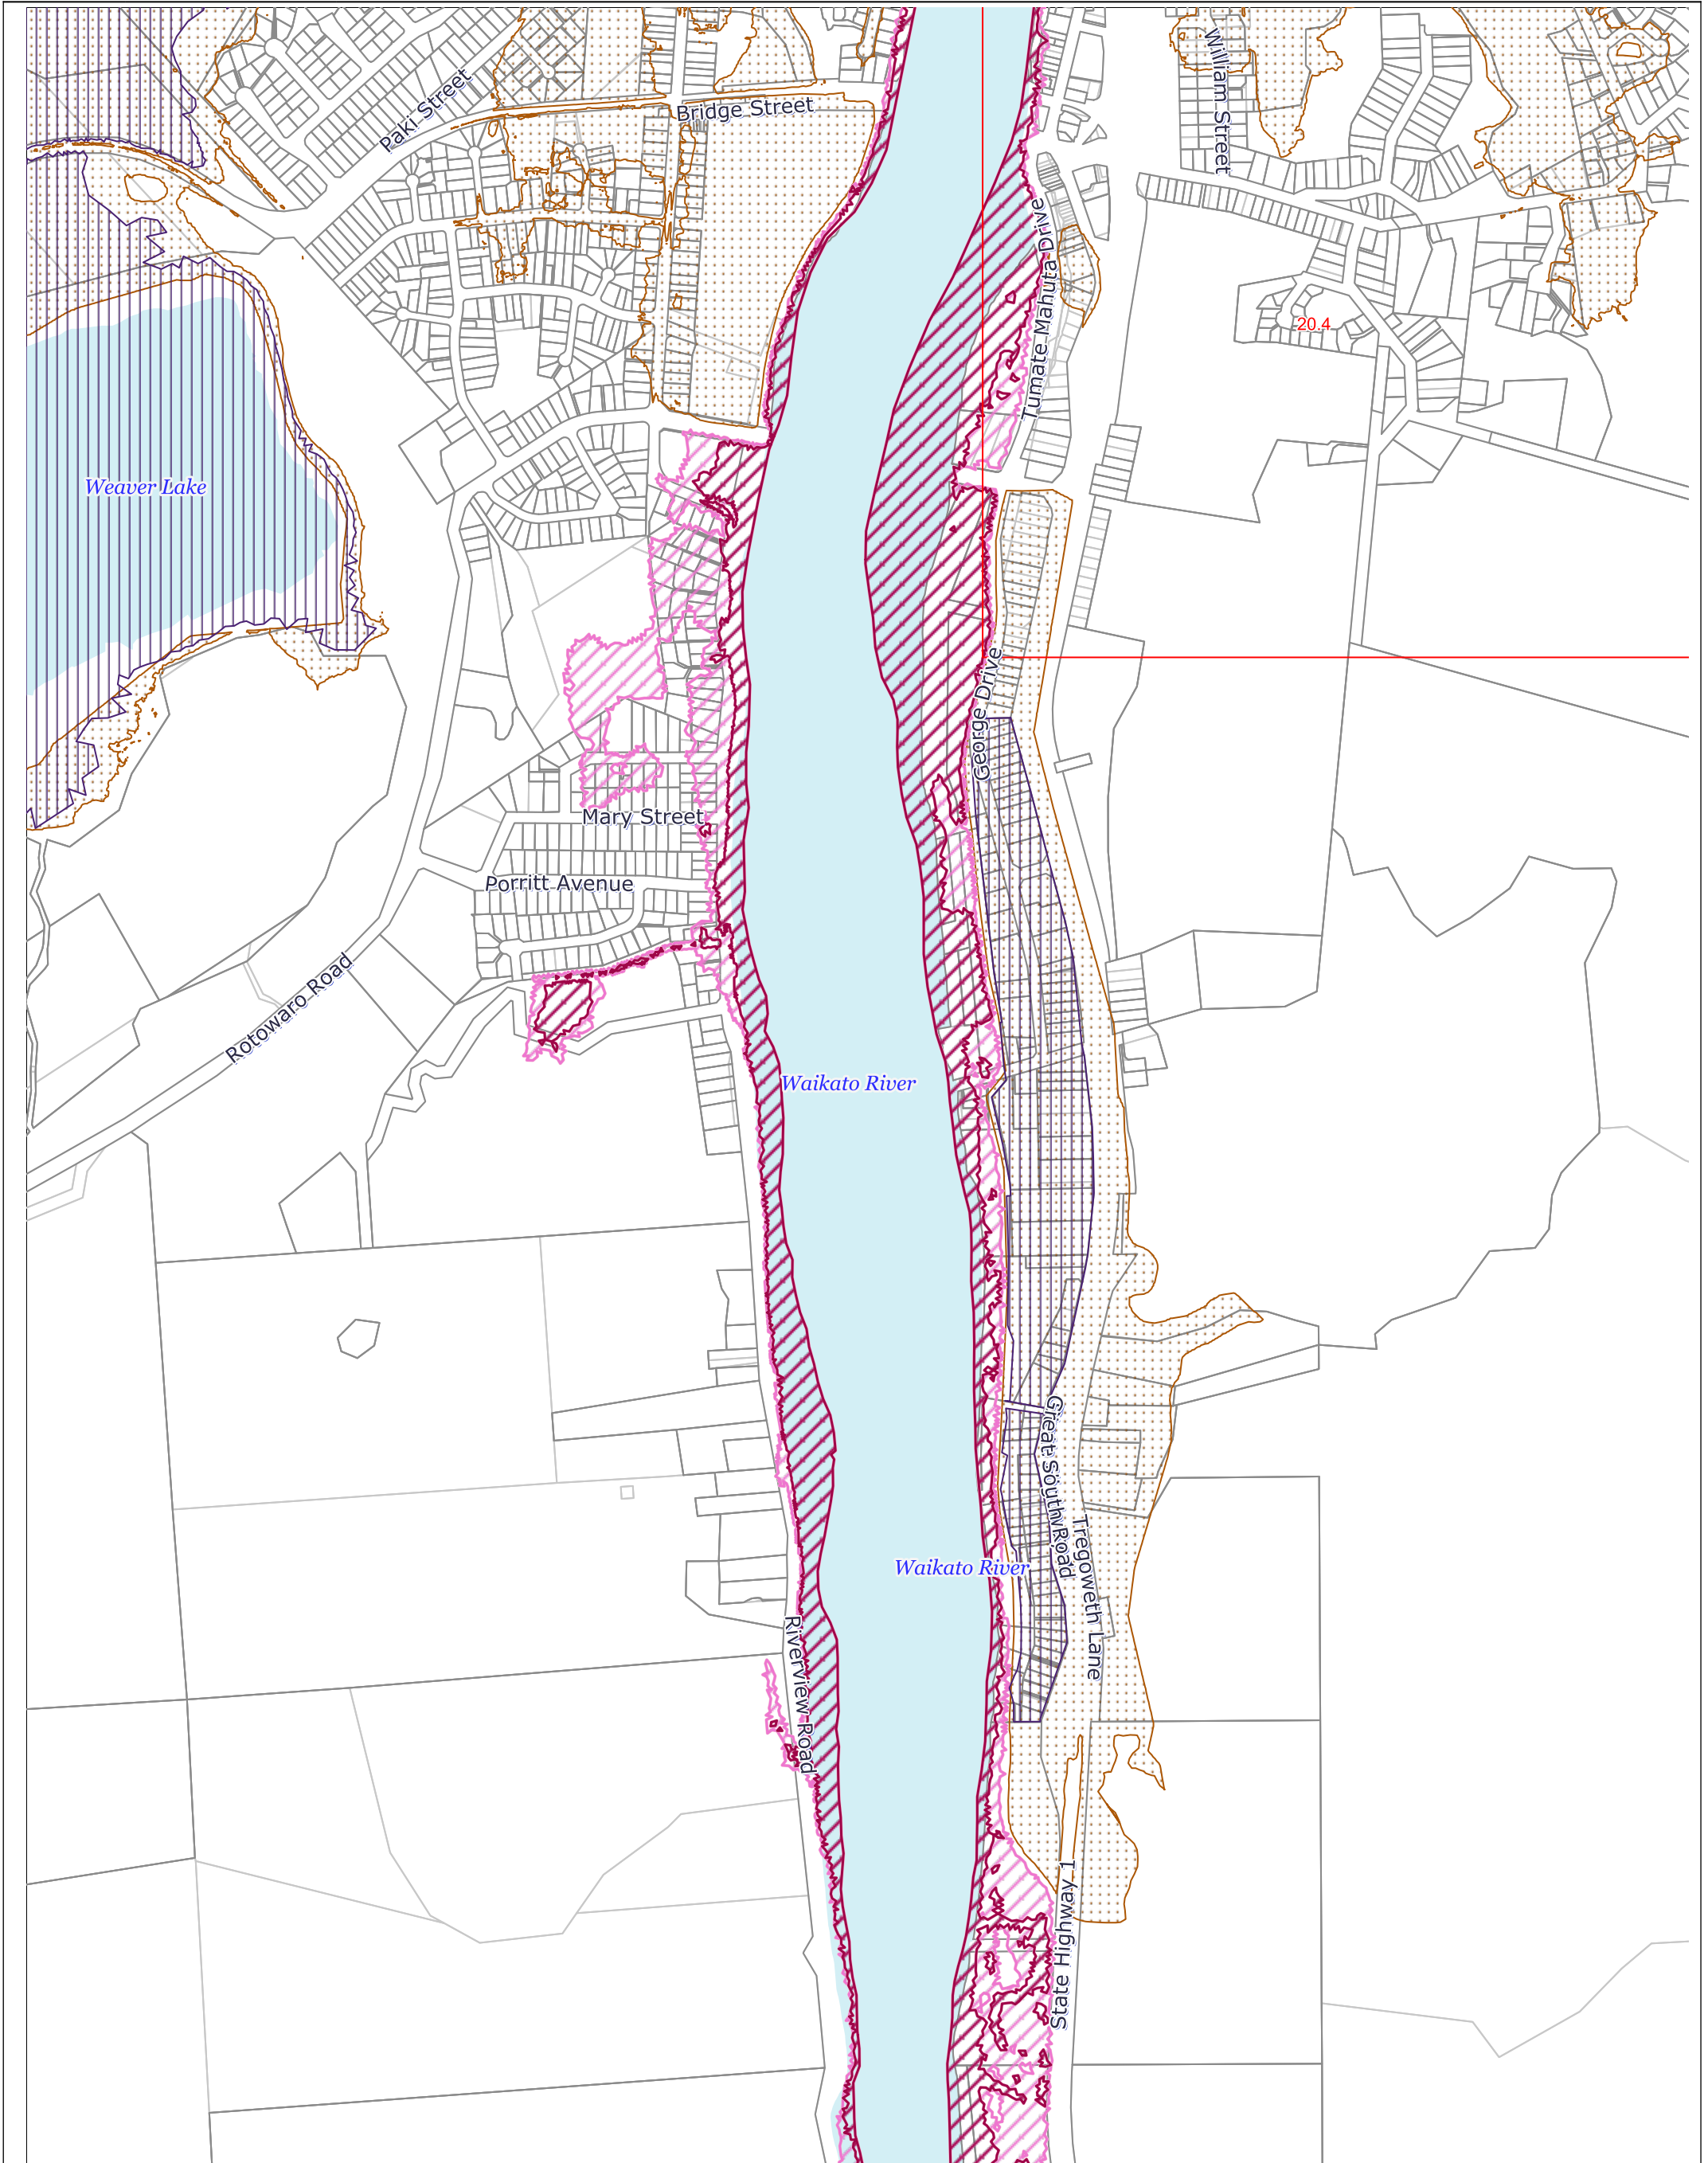 William Street
Paki Street
Bridge Street
Tumate Mahuta Drive
20.4
Weaver Lake
George Drive
Mary Street
Porritt Avenue
Rotowaro Road
Waikato River
Great South Road
Tregoweth Lane
Waikato River
Riverview Road
State Highway 1